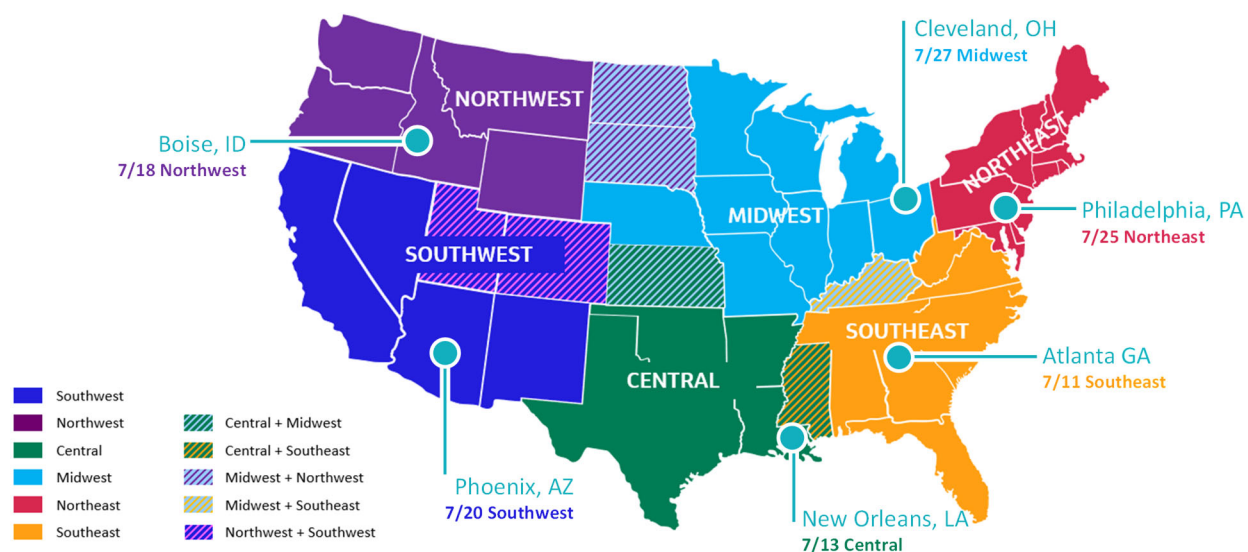 Cleveland, OH
7/27 Midwest
NORTHWEST
Boise, ID
7/18 Northwest
NORTHEAST
MIDWEST
Philadelphia, PA
7/25 Northeast
SOUTHWEST
SOUTHEAST
Atlanta GA
7/11 Southeast
CENTRAL
Phoenix, AZ
7/20 Southwest
New Orleans, LA
7/13 Central
Southwest
Northwest
Central
Midwest
Northeast
Southeast
Central + Midwest
Central + Southeast
Midwest + Northwest
Midwest + Southeast
Northwest + Southwest